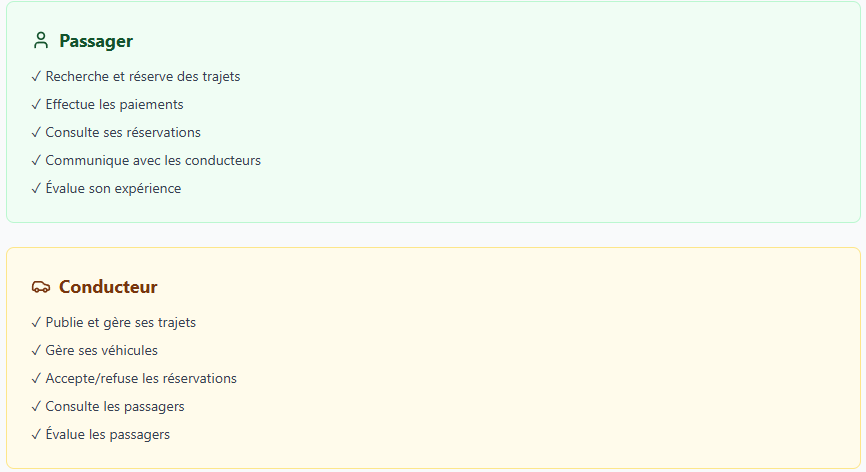 Passager
✓ Recherche et réserve des trajets
✓ Effectue les paiements
✓ Consulte ses réservations
✓ Communique avec les conducteurs
✓ Évalue son expérience
Conducteur
✓ Publie et gère ses trajets
✓ Gère ses véhicules
✓ Accepte/refuse les réservations
✓ Consulte les passagers
✓ Évalue les passagers